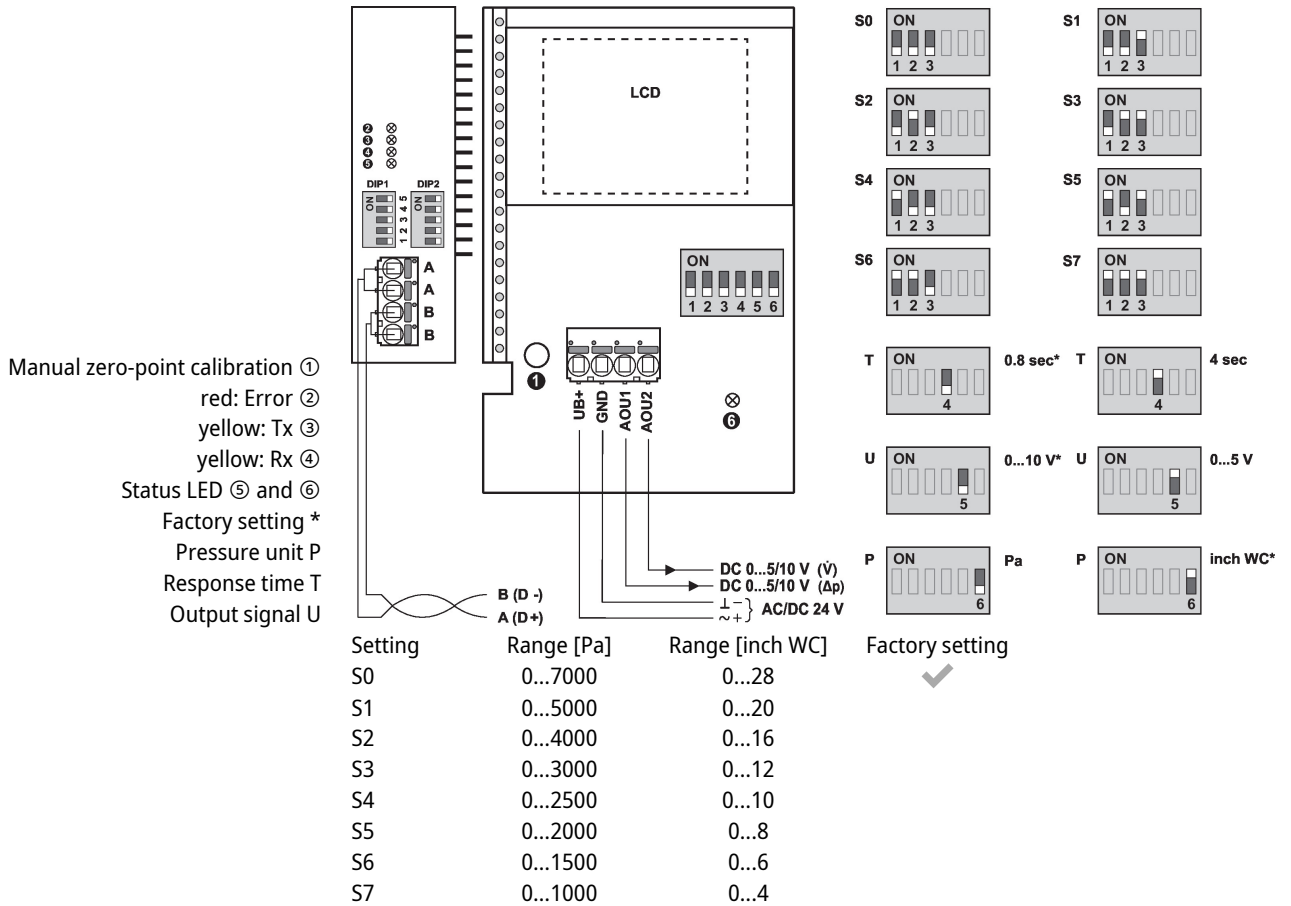 S0 ON
1 2 3
S1 ON
1 2 3
LCD
S2 ON
1 2 3
S3 ON
1 2 3
❷
❸
❹
❺
DIP1 DIP2
ON
1 2 3 4 5
ON
S4 ON
1 2 3
S5 ON
1 2 3
A
A
B
B
ON
1 2 3 4 5 6
S6 ON
1 2 3
S7 ON
1 2 3
❶
UB+
GND
AOU1
AOU2
❻
Manual zero-point calibration ①
red: Error ②
yellow: Tx ③
yellow: Rx ④
Status LED ⑤ and ⑥
Factory setting *
Pressure unit P
Response time T
Output signal U
T ON 0.8 sec*
4
T ON 4 sec
4
U ON 0...10 V*
5
U ON 0...5 V
5
P ON Pa
6
P ON inch WC*
6
DC 0...5/10 V (V̇)
DC 0...5/10 V (Δp)
⊥ − } AC/DC 24 V
~ +
B (D -)
A (D+)
Setting Range [Pa] Range [inch WC] Factory setting
S0 0...7000 0...28 ✔
S1 0...5000 0...20
S2 0...4000 0...16
S3 0...3000 0...12
S4 0...2500 0...10
S5 0...2000 0...8
S6 0...1500 0...6
S7 0...1000 0...4